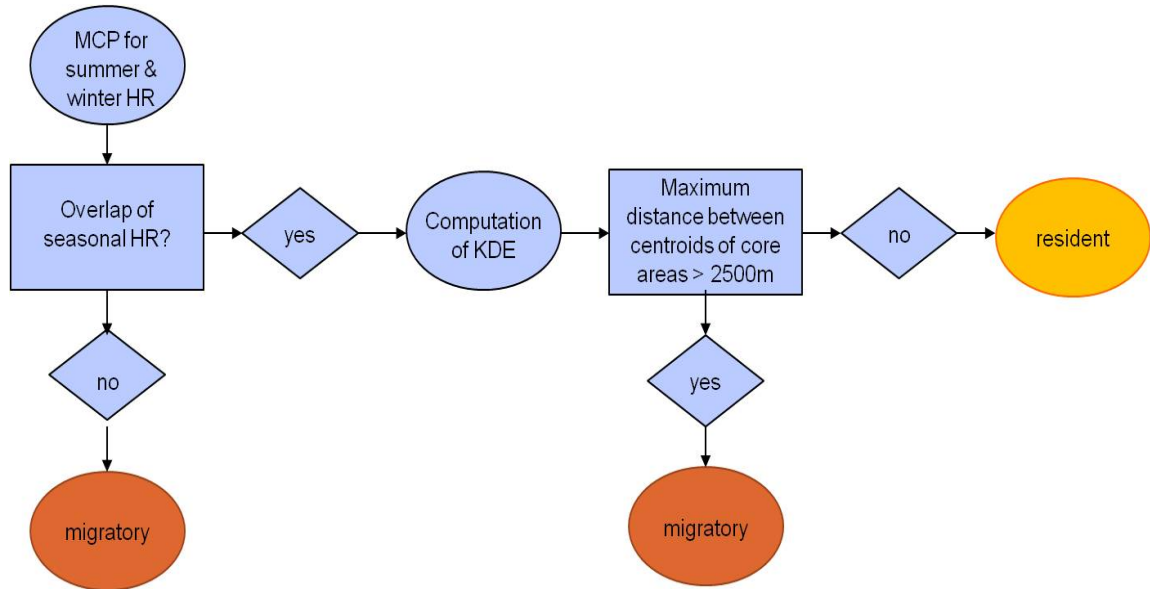 MCP for
summer &
winter HR
Overlap of
seasonal HR?
yes
Computation
of KDE
Maximum
distance between
centroids of core
areas > 2500m
no
resident
no
yes
migratory
migratory